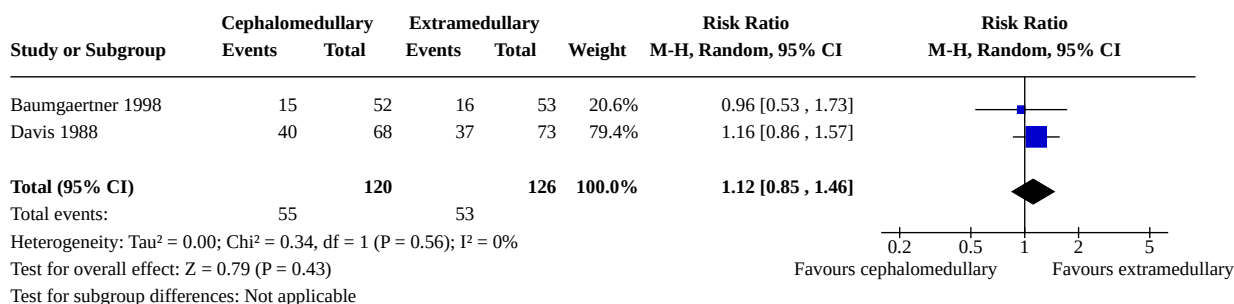 Cephalomedullary Extramedullary Risk Ratio Risk Ratio
Study or Subgroup Events Total Events Total Weight M-H, Random, 95% CI M-H, Random, 95% CI
Baumgaertner 1998 15 52 16 53 20.6% 0.96 [0.53 , 1.73]
Davis 1988 40 68 37 73 79.4% 1.16 [0.86 , 1.57]
Total (95% CI) 120 126 100.0% 1.12 [0.85 , 1.46]
Total events: 55 53
Heterogeneity: Tau² = 0.00; Chi² = 0.34, df = 1 (P = 0.56); I² = 0%
0.2 0.5 1 2 5
Test for overall effect: Z = 0.79 (P = 0.43) Favours cephalomedullary Favours extramedullary
Test for subgroup differences: Not applicable